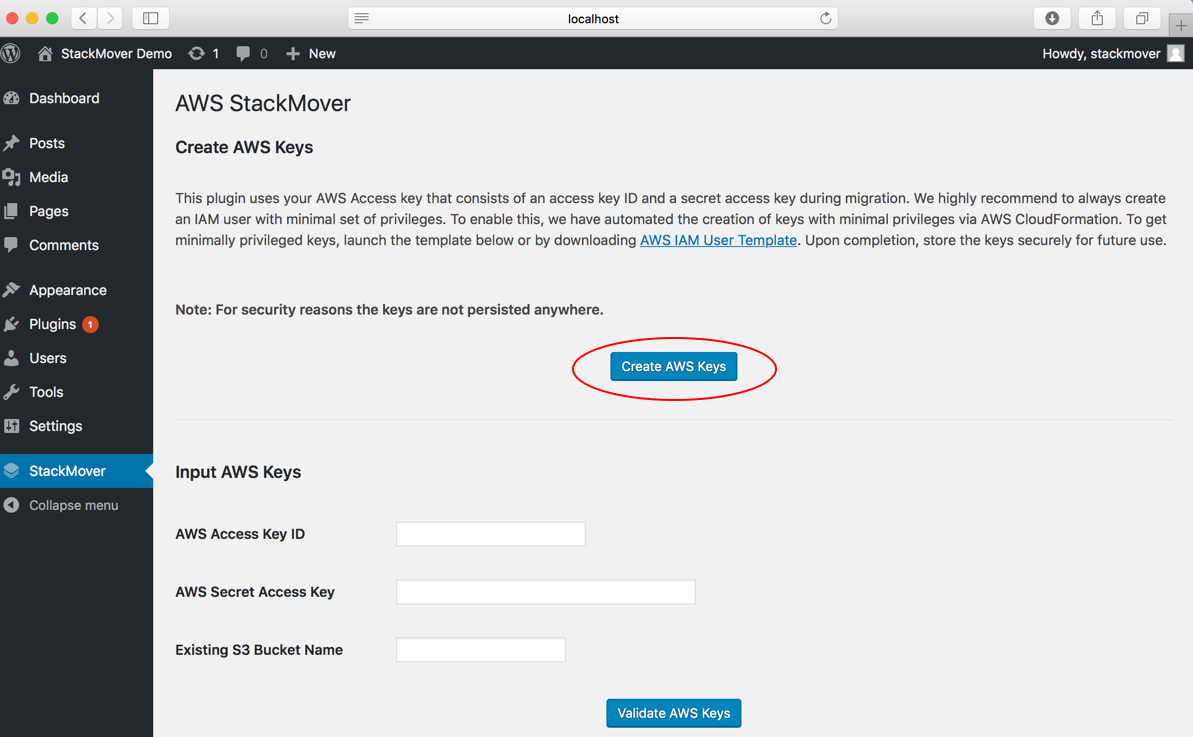 localhost
StackMover Demo
1
0
New
Howdy, stackmover
Dashboard
Posts
Media
Pages
Comments
Appearance
Plugins 1
Users
Tools
Settings
StackMover
Collapse menu
AWS StackMover
Create AWS Keys
This plugin uses your AWS Access key that consists of an access key ID and a secret access key during migration. We highly recommend to always create
an IAM user with minimal set of privileges. To enable this, we have automated the creation of keys with minimal privileges via AWS CloudFormation. To get
minimally privileged keys, launch the template below or by downloading AWS IAM User Template. Upon completion, store the keys securely for future use.
Note: For security reasons the keys are not persisted anywhere.
Create AWS Keys
Input AWS Keys
AWS Access Key ID
AWS Secret Access Key
Existing S3 Bucket Name
Validate AWS Keys